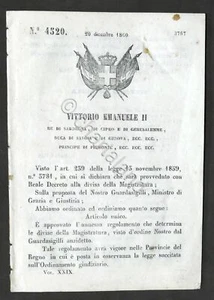 N.° 4320.
29 dicembre 1860
VITTORIO EMANUELE II
RE DI SARDEGNA, DI CIPRO E DI GERUSALEMME,
DUCA DI SAVOIA E DI GENOVA, ECC. ECC.,
PRINCIPE DI PIEMONTE, ECC. ECC. ECC.
Visto l'art. 239 della legge 15 novembre 1859,
n.° 3781, in cui si dichiara che sarà provveduto con
Reale Decreto alla divisa della Magistratura;
Sulla proposta del Nostro Guardasigilli, Ministro di
Grazia e Giustizia;
Abbiamo ordinato ed ordiniamo quanto segue:
Articolo unico.
È approvato l'annesso regolamento che determina
le divise della Magistratura, visto d'ordine Nostro dal
Guardasigilli anzidetto.
Tale regolamento avrà vigore nelle Provincie del
Regno in cui è posta in osservanza la legge succitata
sull'Ordinamento giudiziario.
VOL. XXIX.